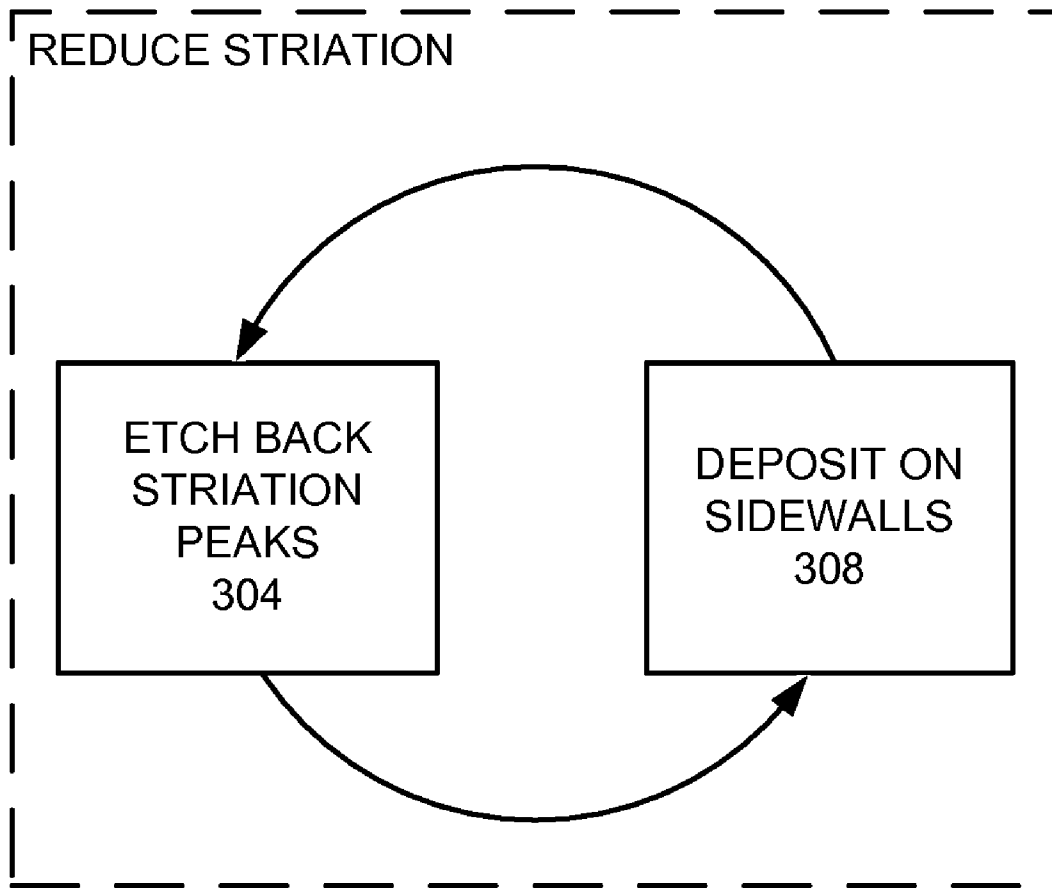 REDUCE STRIATION
ETCH BACK
STRIATION
PEAKS
304
DEPOSIT ON
SIDEWALLS
308